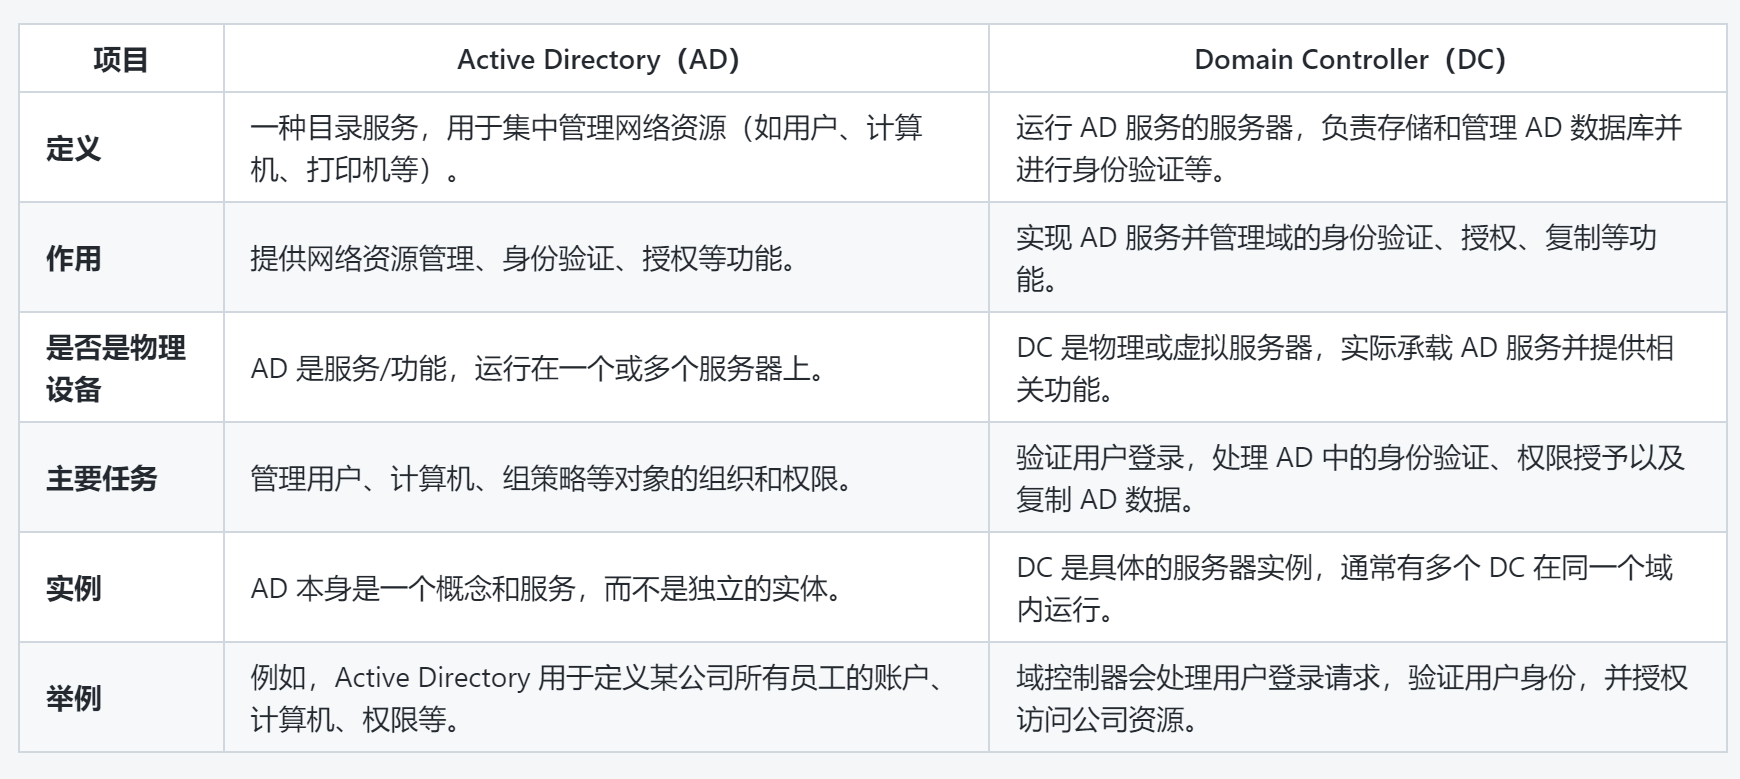 项目
Active Directory（AD）
Domain Controller（DC）
定义
一种目录服务，用于集中管理网络资源（如用户、计算
机、打印机等）。
运行 AD 服务的服务器，负责存储和管理 AD 数据库并
进行身份验证等。
作用
提供网络资源管理、身份验证、授权等功能。
实现 AD 服务并管理域的身份验证、授权、复制等功
能。
是否是物理
设备
AD 是服务/功能，运行在一个或多个服务器上。
DC 是物理或虚拟服务器，实际承载 AD 服务并提供相
关功能。
主要任务
管理用户、计算机、组策略等对象的组织和权限。
验证用户登录，处理 AD 中的身份验证、权限授予以及
复制 AD 数据。
实例
AD 本身是一个概念和服务，而不是独立的实体。
DC 是具体的服务器实例，通常有多个 DC 在同一个域
内运行。
举例
例如，Active Directory 用于定义某公司所有员工的账户、
计算机、权限等。
域控制器会处理用户登录请求，验证用户身份，并授权
访问公司资源。